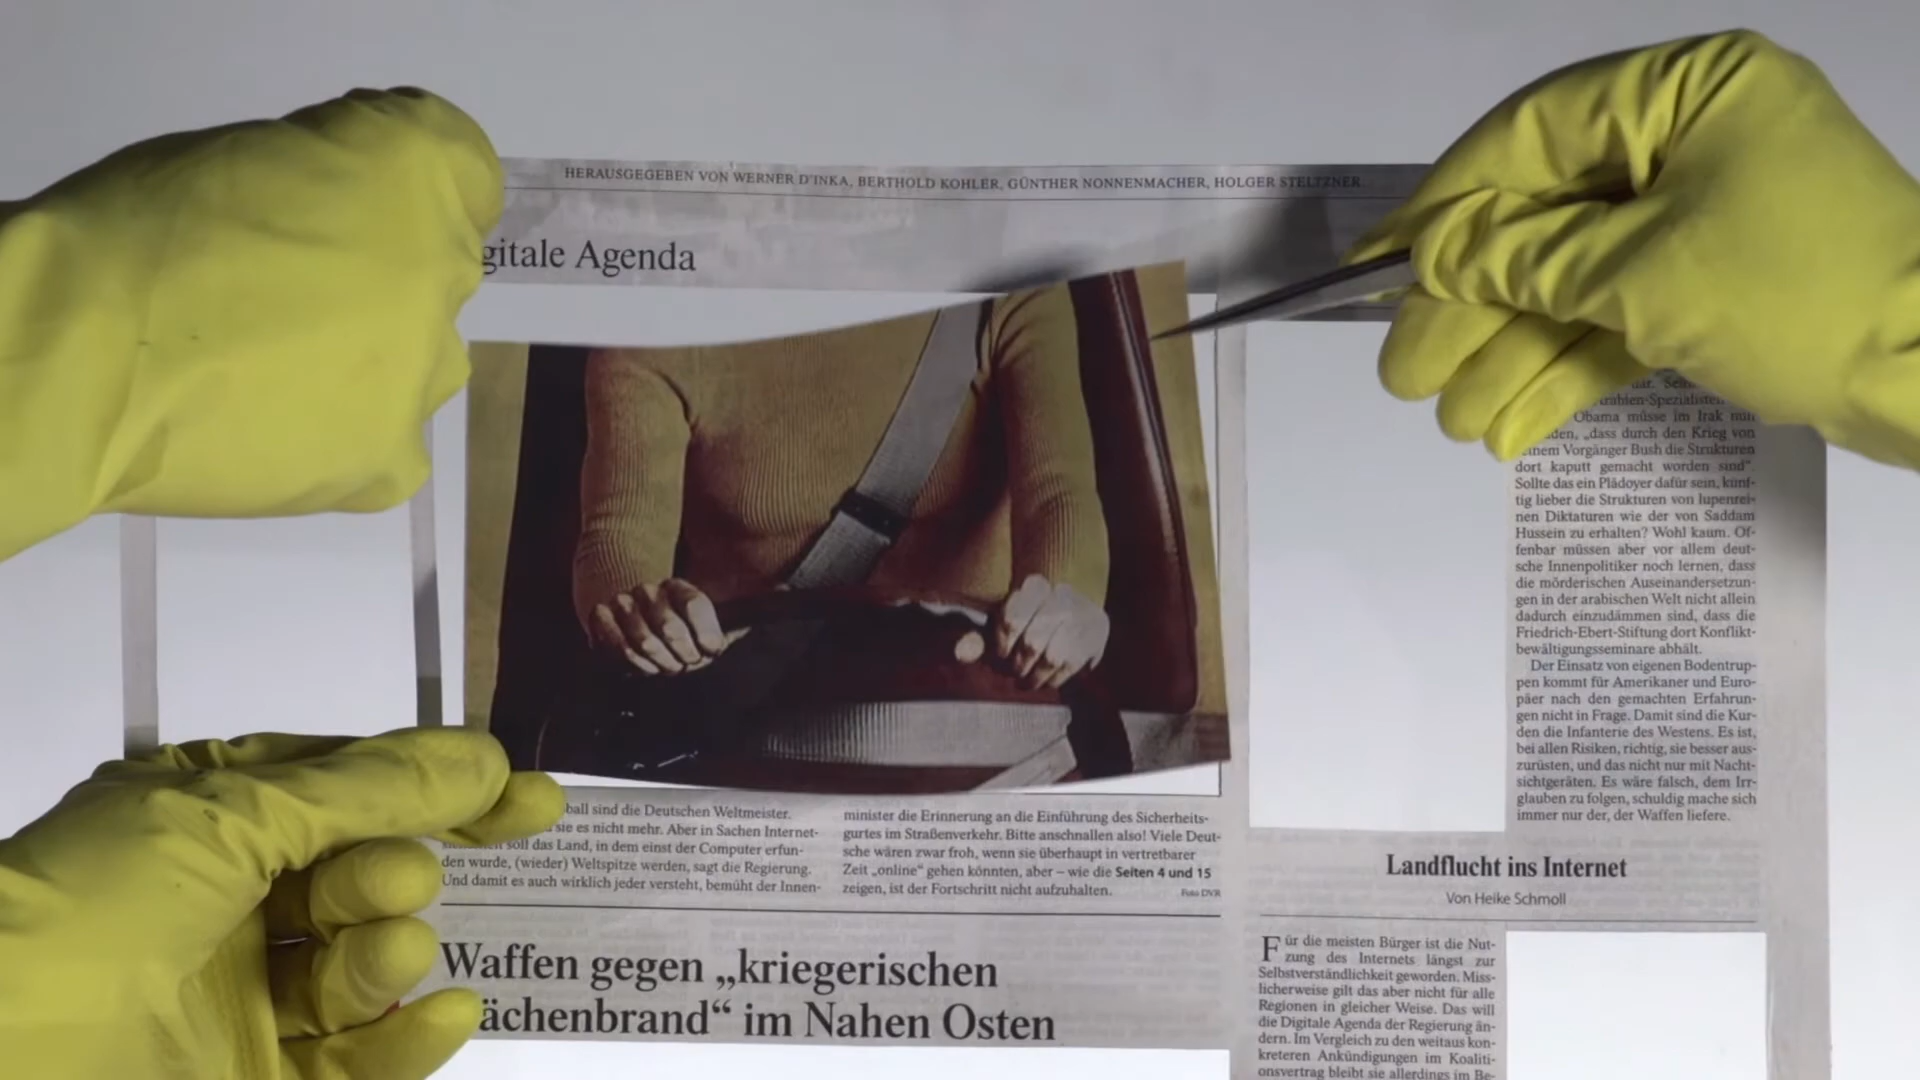 HERAUSGEGEBEN VON WERNER D'INKA, BERTHOLD KOHLER, GÜNTHER NONNENMACHER, HOLGER STELTZNER
gitale Agenda
ball sind die Deutschen Weltmeister.
sie es nicht mehr. Aber in Sachen Internet-
soll das Land, in dem einst der Computer erfun-
den wurde, (wieder) Weltspitze werden, sagt die Regierung.
Und damit es auch wirklich jeder versteht, bemüht der Innen-
minister die Erinnerung an die Einführung des Sicherheits-
gurtes im Straßenverkehr. Bitte anschnallen also! Viele Deut-
sche wären zwar froh, wenn sie überhaupt in vertretbarer
Zeit „online“ gehen könnten, aber – wie die Seiten 4 und 15
zeigen, ist der Fortschritt nicht aufzuhalten.
Foto DVR
Waffen gegen „kriegerischen
ächenbrand“ im Nahen Osten
rabien-Spezialisten
Obama müsse im Irak nun
den, „dass durch den Krieg von
einem Vorgänger Bush die Strukturen
dort kaputt gemacht worden sind“.
Sollte das ein Plädoyer dafür sein, künf-
tig lieber die Strukturen von lupenrei-
nen Diktaturen wie der von Saddam
Hussein zu erhalten? Wohl kaum. Of-
fenbar müssen aber vor allem deut-
sche Innenpolitiker noch lernen, dass
die mörderischen Auseinandersetzun-
gen in der arabischen Welt nicht allein
dadurch einzudämmen sind, dass die
Friedrich-Ebert-Stiftung dort Konflikt-
bewältigungsseminare abhält.
Der Einsatz von eigenen Bodentrup-
pen kommt für Amerikaner und Euro-
päer nach den gemachten Erfahrun-
gen nicht in Frage. Damit sind die Kur-
den die Infanterie des Westens. Es ist,
bei allen Risiken, richtig, sie besser aus-
zurüsten, und das nicht nur mit Nacht-
sichtgeräten. Es wäre falsch, dem Irr-
glauben zu folgen, schuldig mache sich
immer nur der, der Waffen liefere.
Landflucht ins Internet
Von Heike Schmoll
Für die meisten Bürger ist die Nut-
zung des Internets längst zur
Selbstverständlichkeit geworden. Miss-
licherweise gilt das aber nicht für alle
Regionen in gleicher Weise. Das will
die Digitale Agenda der Regierung än-
dern. Im Vergleich zu den weitaus kon-
kreteren Ankündigungen im Koaliti-
onsvertrag bleibt sie allerdings im Be-